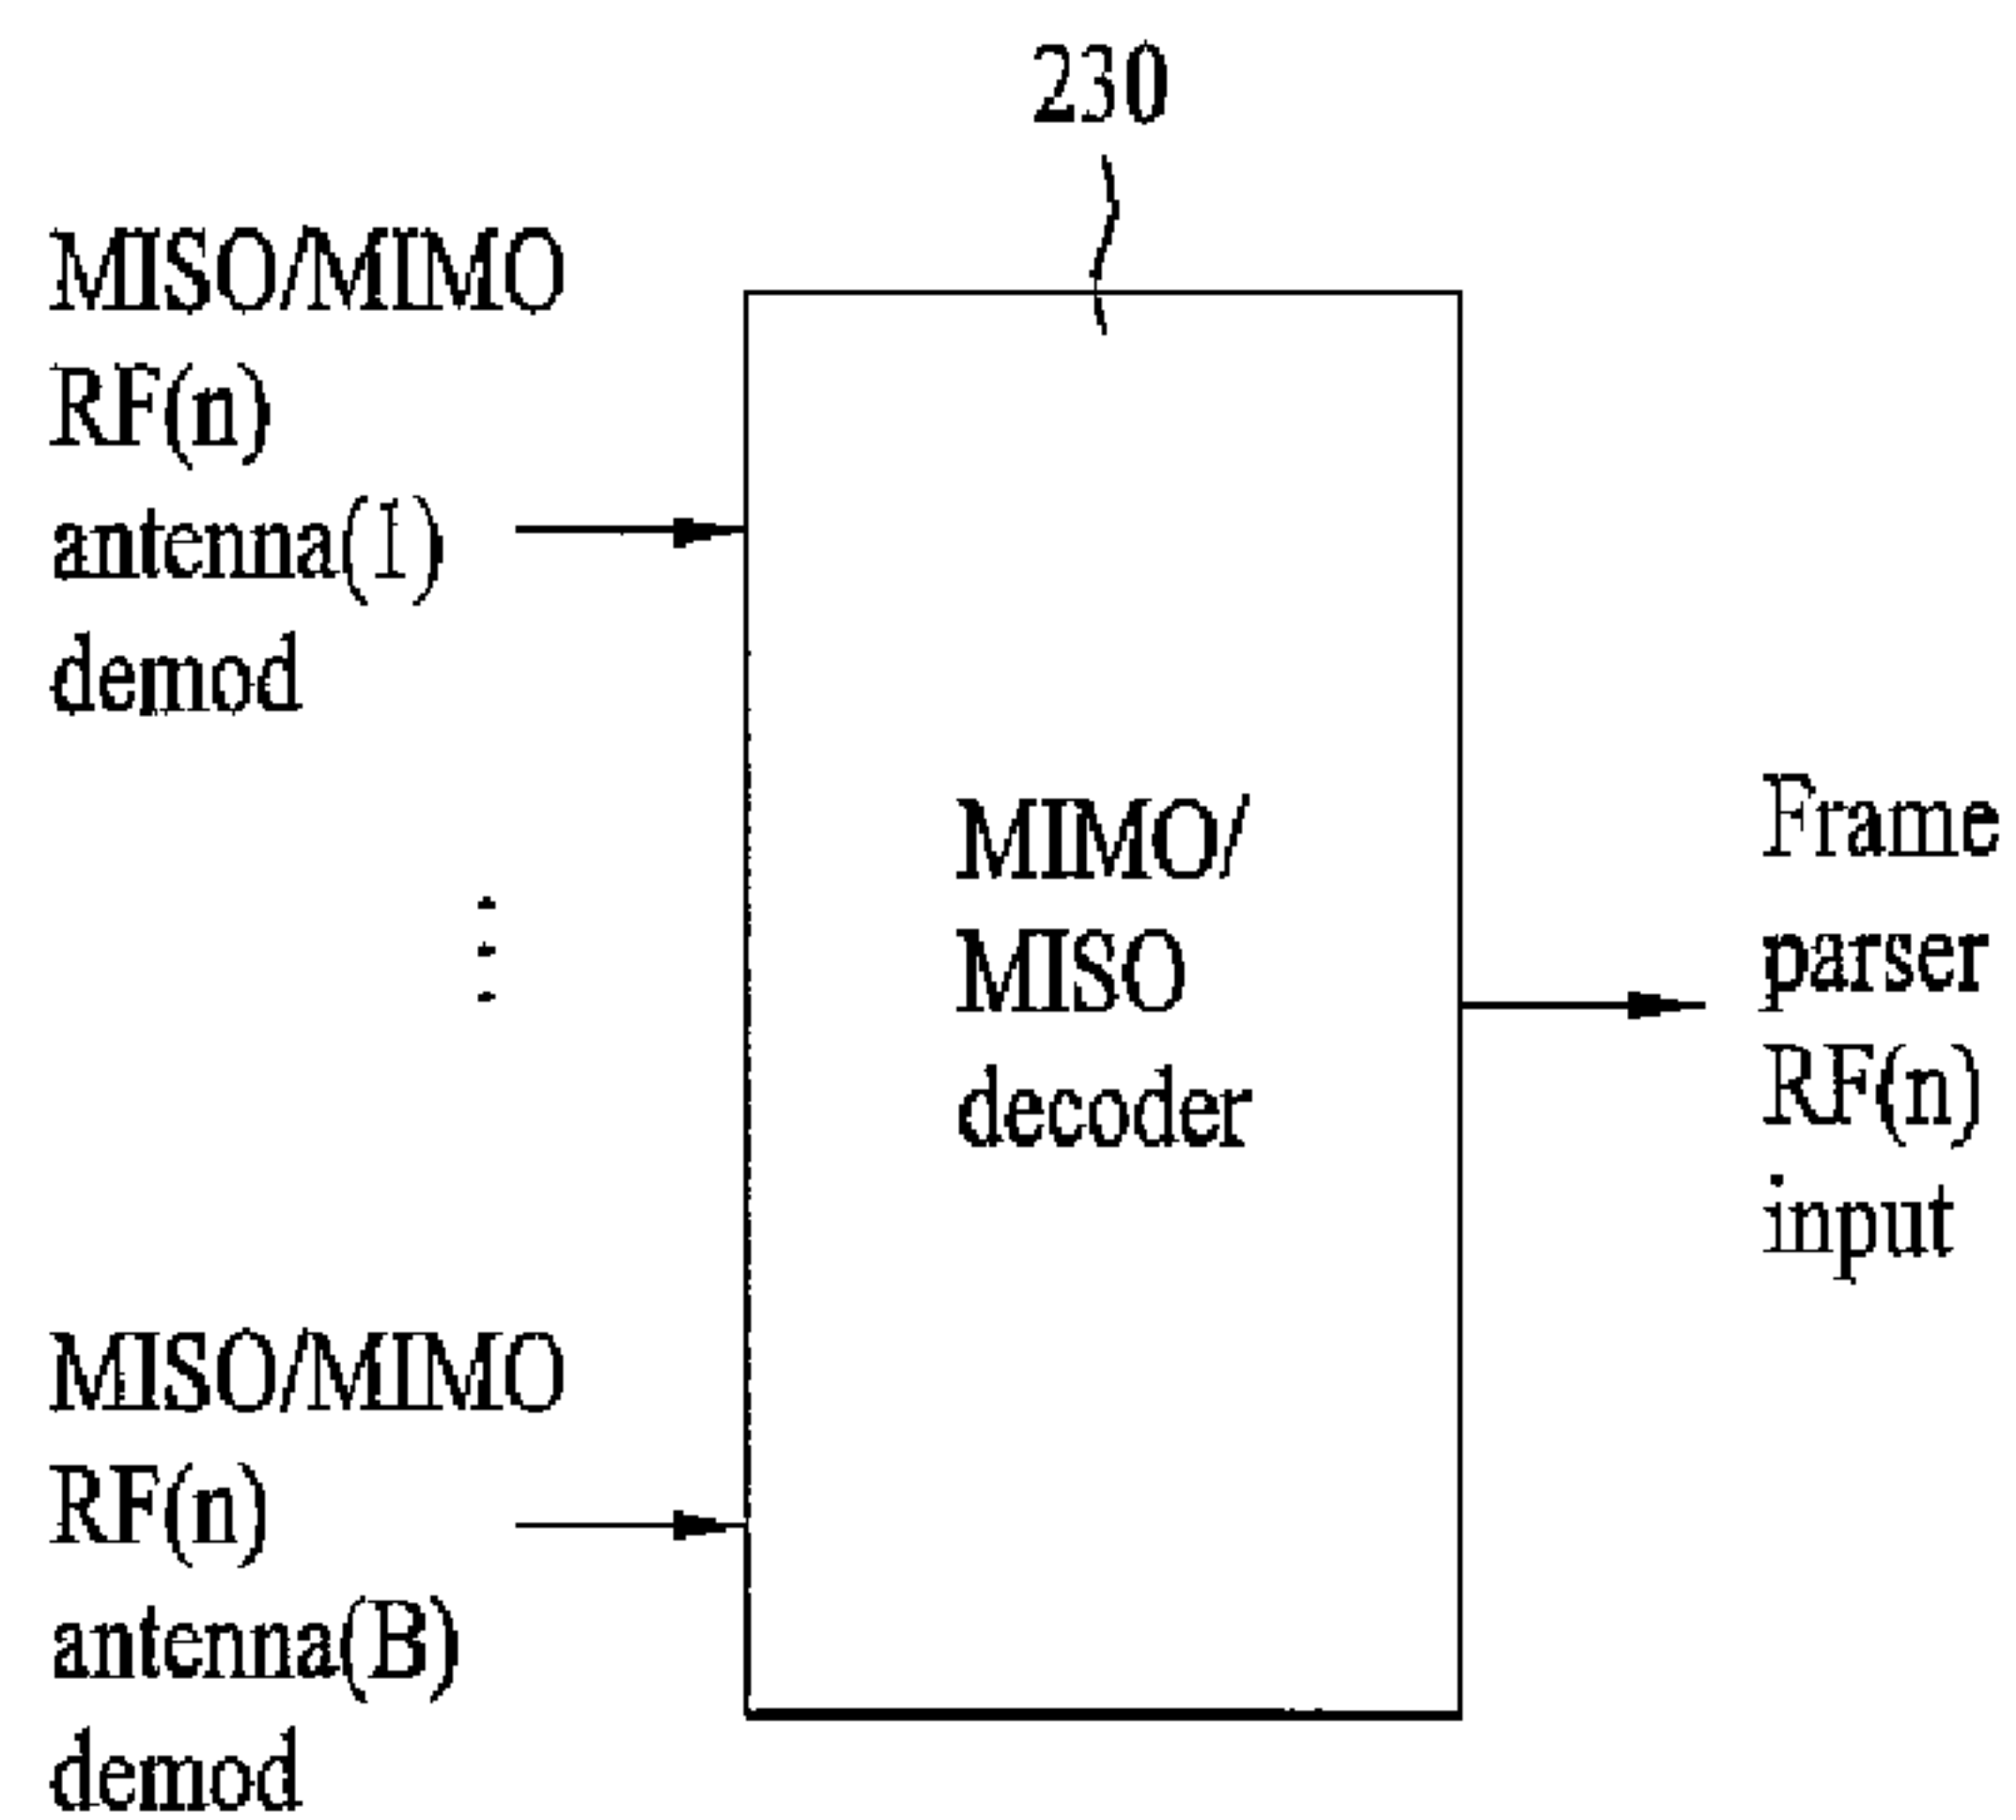 230
MISO/MIMO
RF(n)
antenna(1)
demod
MIMO/
MISO
decoder
Frame
parser
RF(n)
input
MISO/MIMO
RF(n)
antenna(B)
demod